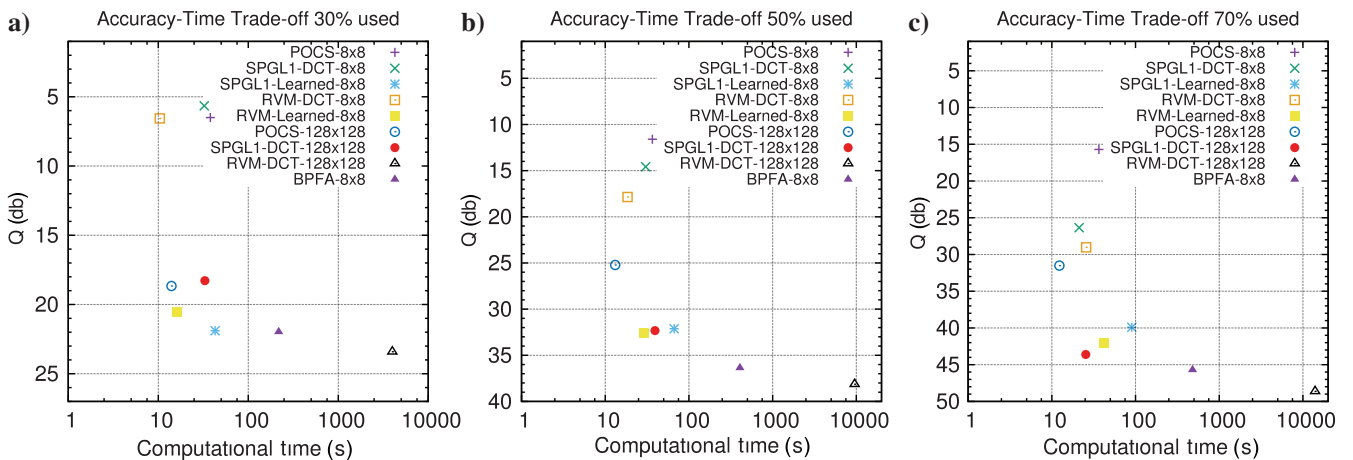 a)
Accuracy-Time Trade-off 30% used
POCS-8x8
SPGL1-DCT-8x8
SPGL1-Learned-8x8
RVM-DCT-8x8
RVM-Learned-8x8
POCS-128x128
SPGL1-DCT-128x128
RVM-DCT-128x128
BPFA-8x8
Q (db)
5
10
15
20
25
1 10 100 1000 10000
Computational tıme (s)
b)
Accuracy-Time Trade-off 50% used
POCS-8x8
SPGL1-DCT-8x8
SPGL1-Learned-8x8
RVM-DCT-8x8
RVM-Learned-8x8
POCS-128x128
SPGL1-DCT-128x128
RVM-DCT-128x128
BPFA-8x8
Q (db)
5
10
15
20
25
30
35
40
1 10 100 1000 10000
Computational tıme (s)
c)
Accuracy-Time Trade-off 70% used
POCS-8x8
SPGL1-DCT-8x8
SPGL1-Learned-8x8
RVM-DCT-8x8
RVM-Learned-8x8
POCS-128x128
SPGL1-DCT-128x128
RVM-DCT-128x128
BPFA-8x8
Q (db)
5
10
15
20
25
30
35
40
45
50
1 10 100 1000 10000
Computational tıme (s)